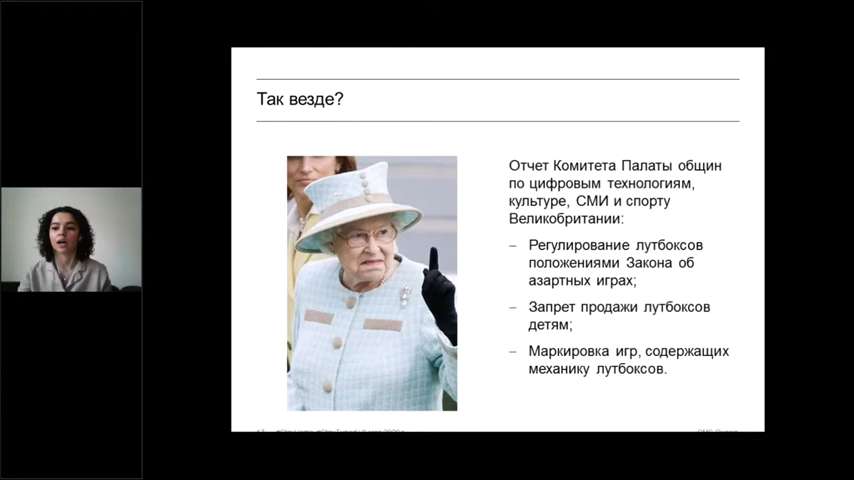 Так везде?
Отчет Комитета Палаты общин
по цифровым технологиям,
культуре, СМИ и спорту
Великобритании:
– Регулирование лутбоксов
положениями Закона об
азартных играх;
– Запрет продажи лутбоксов
детям;
– Маркировка игр, содержащих
механику лутбоксов.